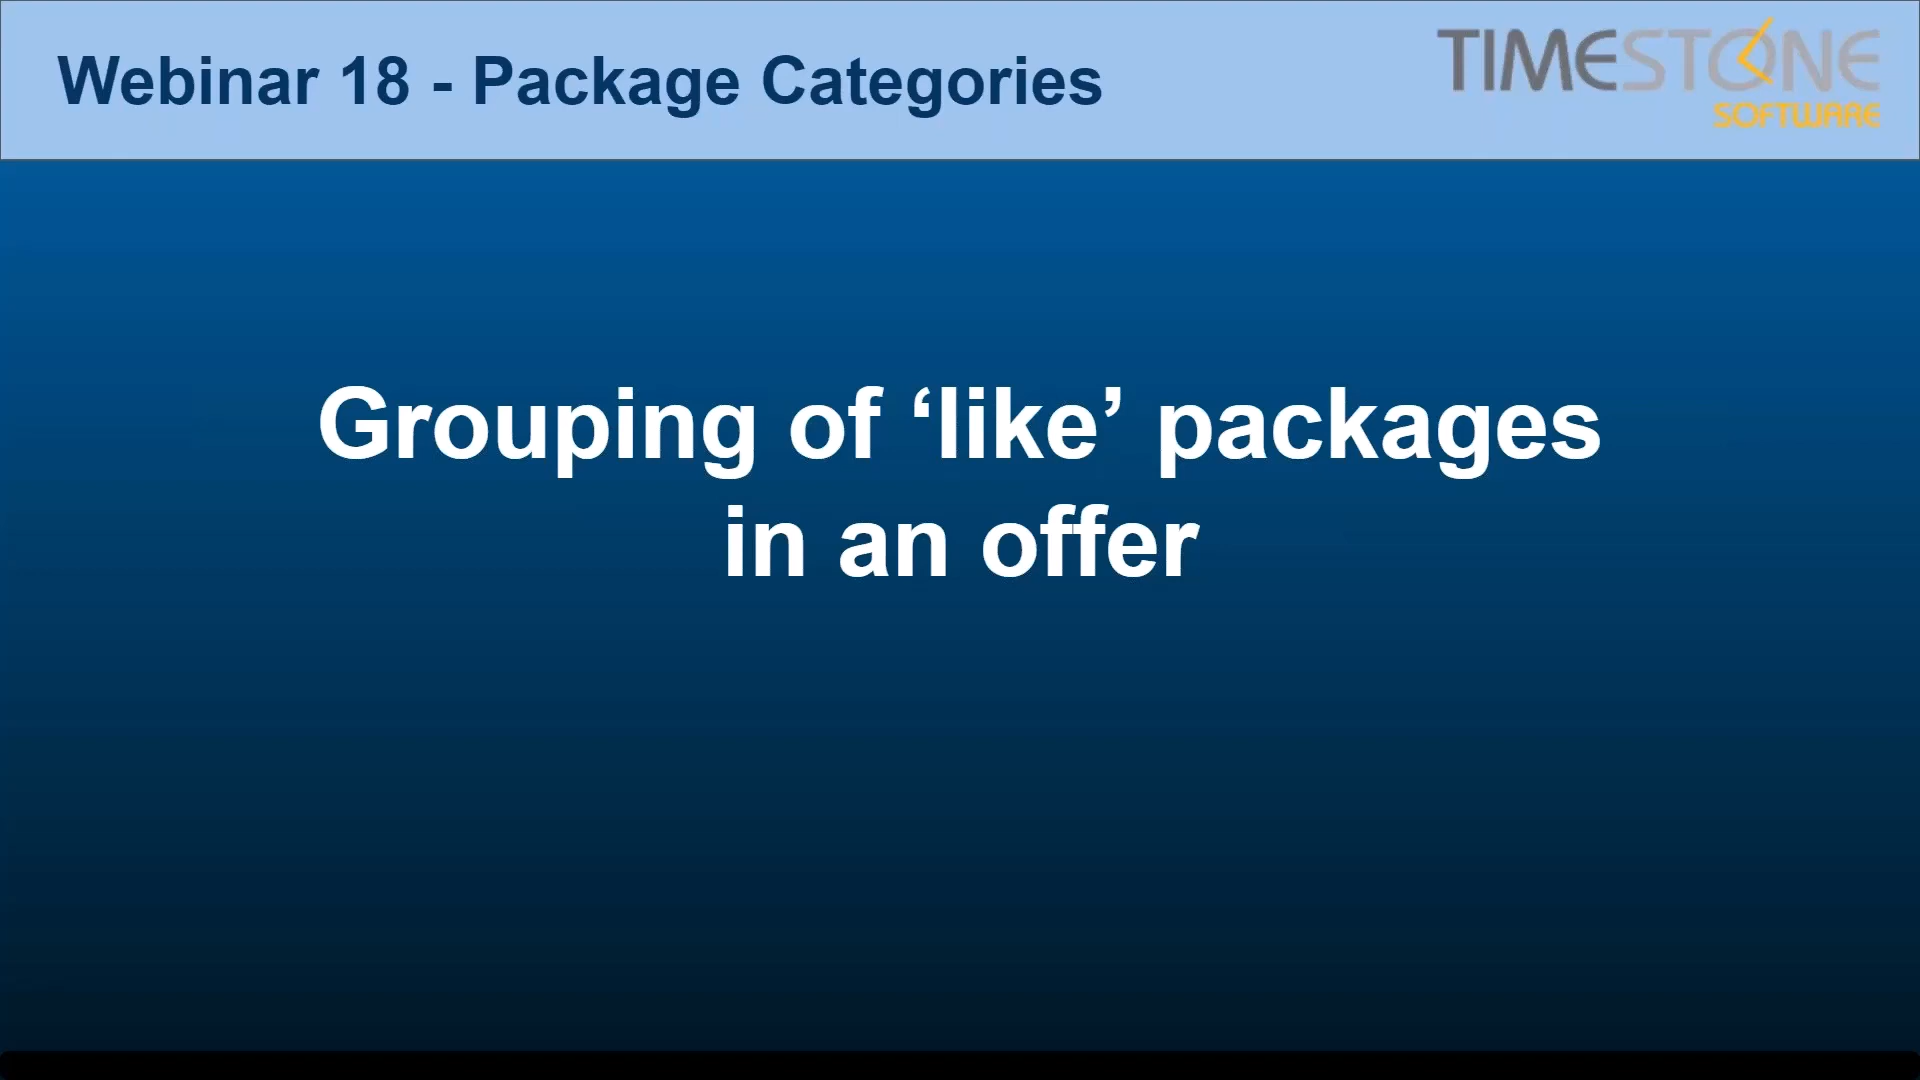 Webinar 18 - Package Categories
TIMESTONE
SOFTWARE
Grouping of ‘like’ packages
in an offer